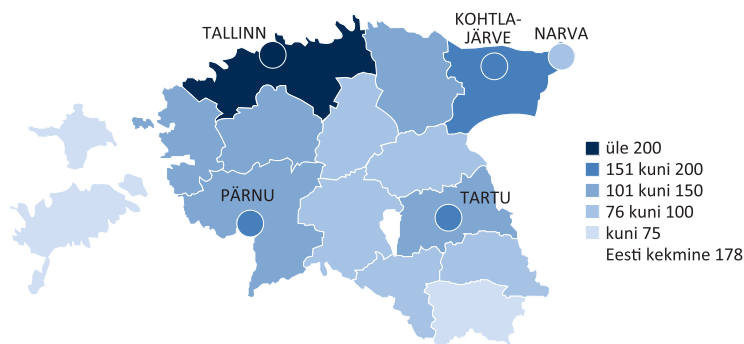 TALLINN
KOHTLA-
JÄRVE
NARVA
PÄRNU
TARTU
üle 200
151 kuni 200
101 kuni 150
76 kuni 100
kuni 75
Eesti kekmine 178